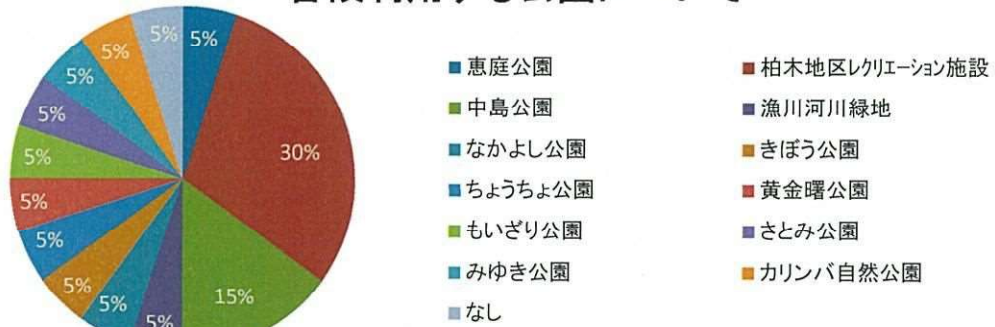 5% 5%
5%
5%
5%
5%
5%
5%
5%
5%
5%
15%
30%
恵庭公園
柏木地区レクリエーション施設
中島公園
漁川河川緑地
なかよし公園
きぼう公園
ちょうちょ公園
黄金曙公園
もいざり公園
さとみ公園
みゆき公園
カリンバ自然公園
なし